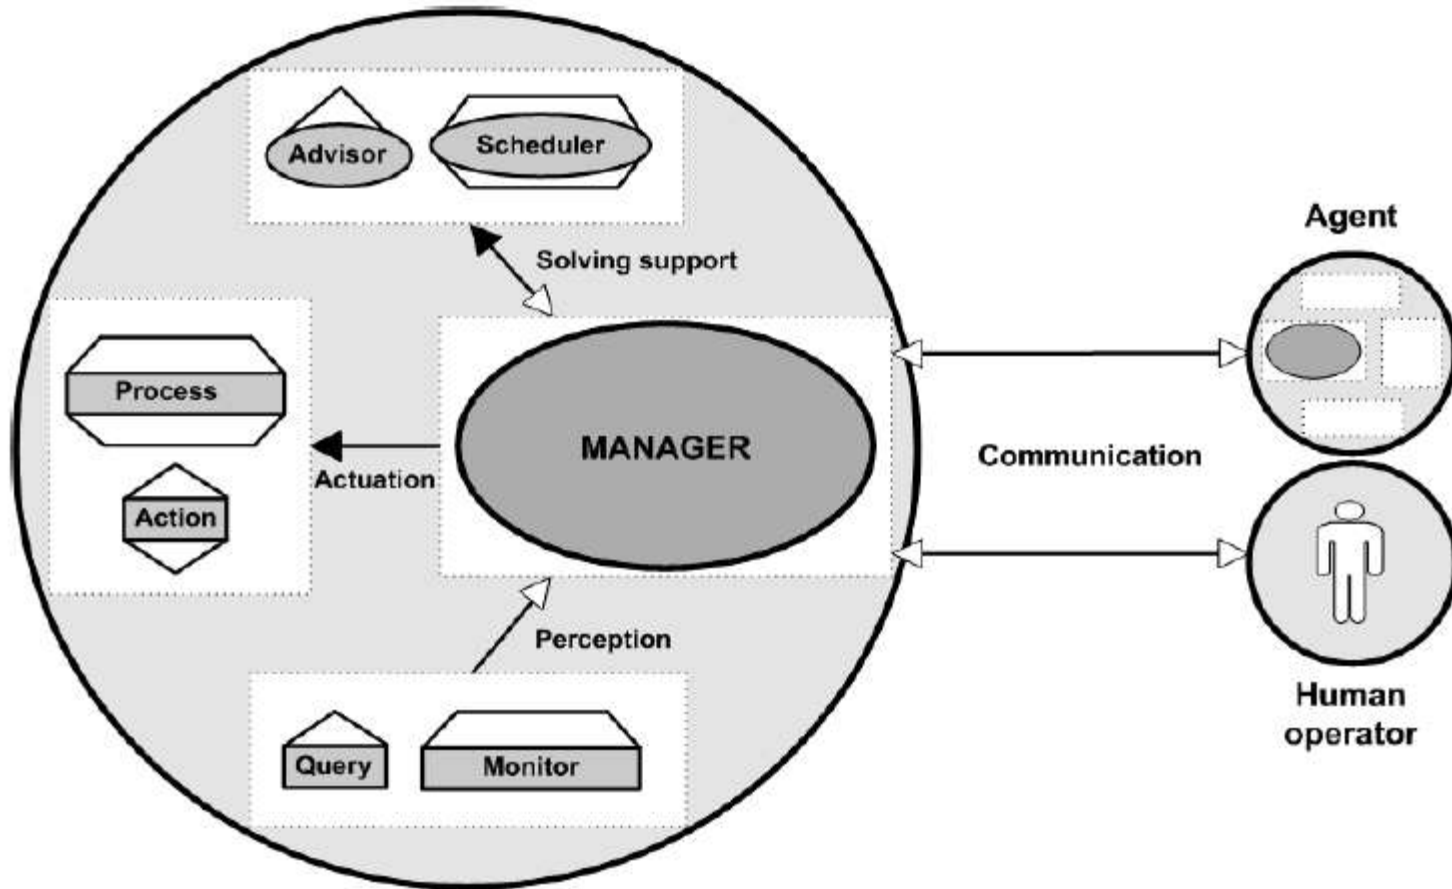 Advisor
Scheduler
Solving support
Process
Action
Actuation
MANAGER
Perception
Query
Monitor
Communication
Agent
Human
operator